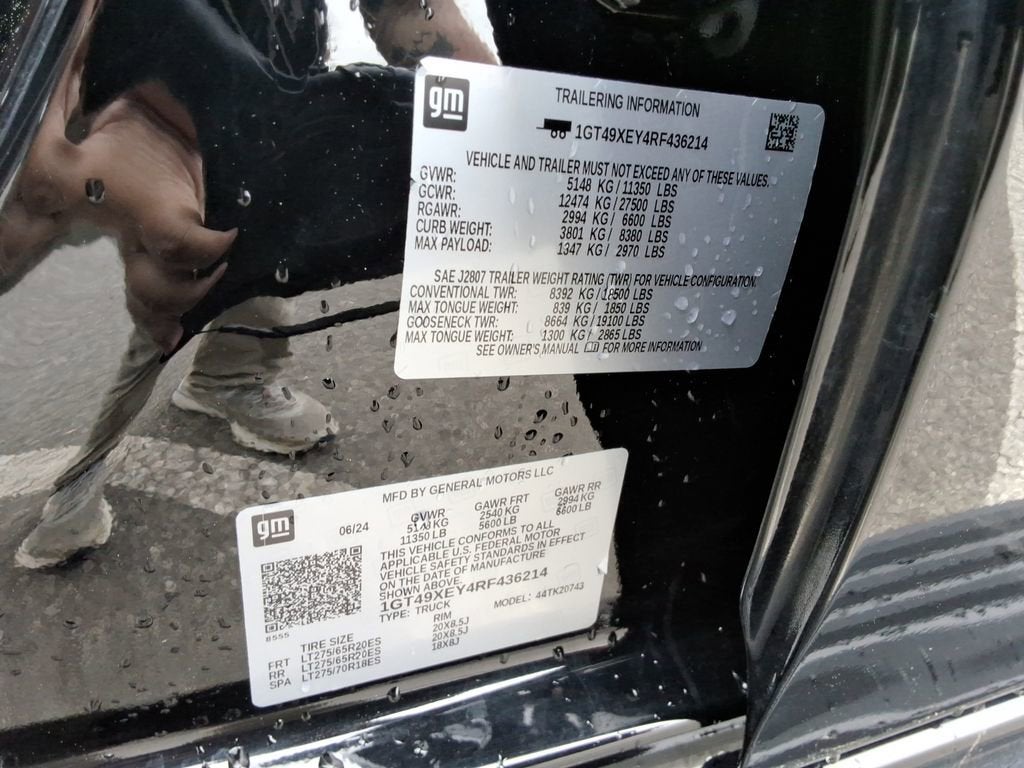 gm
TRAILERING INFORMATION
1GT49XEY4RF436214
VEHICLE AND TRAILER MUST NOT EXCEED ANY OF THESE VALUES.
GVWR: 5148 KG / 11350 LBS
GCWR: 12474 KG / 27500 LBS
RGAWR: 2994 KG / 6600 LBS
CURB WEIGHT: 3801 KG / 8380 LBS
MAX PAYLOAD: 1347 KG / 2970 LBS
SAE J2807 TRAILER WEIGHT RATING (TWR) FOR VEHICLE CONFIGURATION.
CONVENTIONAL TWR: 8392 KG / 18500 LBS
MAX TONGUE WEIGHT: 839 KG / 1850 LBS
GOOSENECK TWR: 8664 KG / 19100 LBS
MAX TONGUE WEIGHT: 1300 KG / 2865 LBS
SEE OWNER'S MANUAL FOR MORE INFORMATION
gm
MFD BY GENERAL MOTORS LLC
06/24 GVWR GAWR FRT GAWR RR
5148 KG 2540 KG 2994 KG
11350 LB 5600 LB 6600 LB
THIS VEHICLE CONFORMS TO ALL
APPLICABLE U.S. FEDERAL MOTOR
VEHICLE SAFETY STANDARDS IN EFFECT
ON THE DATE OF MANUFACTURE
SHOWN ABOVE.
1GT49XEY4RF436214
TYPE: TRUCK MODEL: 44TK20743
8555
TIRE SIZE RIM
FRT LT275/65R20ES 20X8.5J
RR LT275/65R20ES 20X8.5J
SPA LT275/70R18ES 18X8J